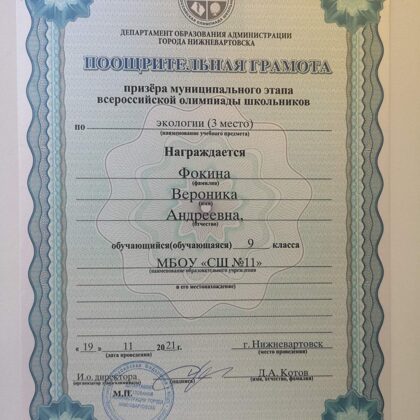 ДЕПАРТАМЕНТ ОБРАЗОВАНИЯ АДМИНИСТРАЦИИ
ГОРОДА НИЖНЕВАРТОВСКА
ПООЩРИТЕЛЬНАЯ ГРАМОТА
призёра муниципального этапа
всероссийской олимпиады школьников
по экологии (3 место)
(наименование учебного предмета)
Награждается
Фокина
(фамилия)
Вероника
(имя)
Андреевна,
(отчество)
обучающийся(обучающаяся) 9 класса
МБОУ «СШ №11»
(наименование образовательного учреждения
и его местонахождение)
« 19 » 11 2021 г. г. Нижневартовск
(дата проведения) (место проведения)
И.о. директора Д.А. Котов
(подпись) (имя, отчество, фамилия)
М.П.